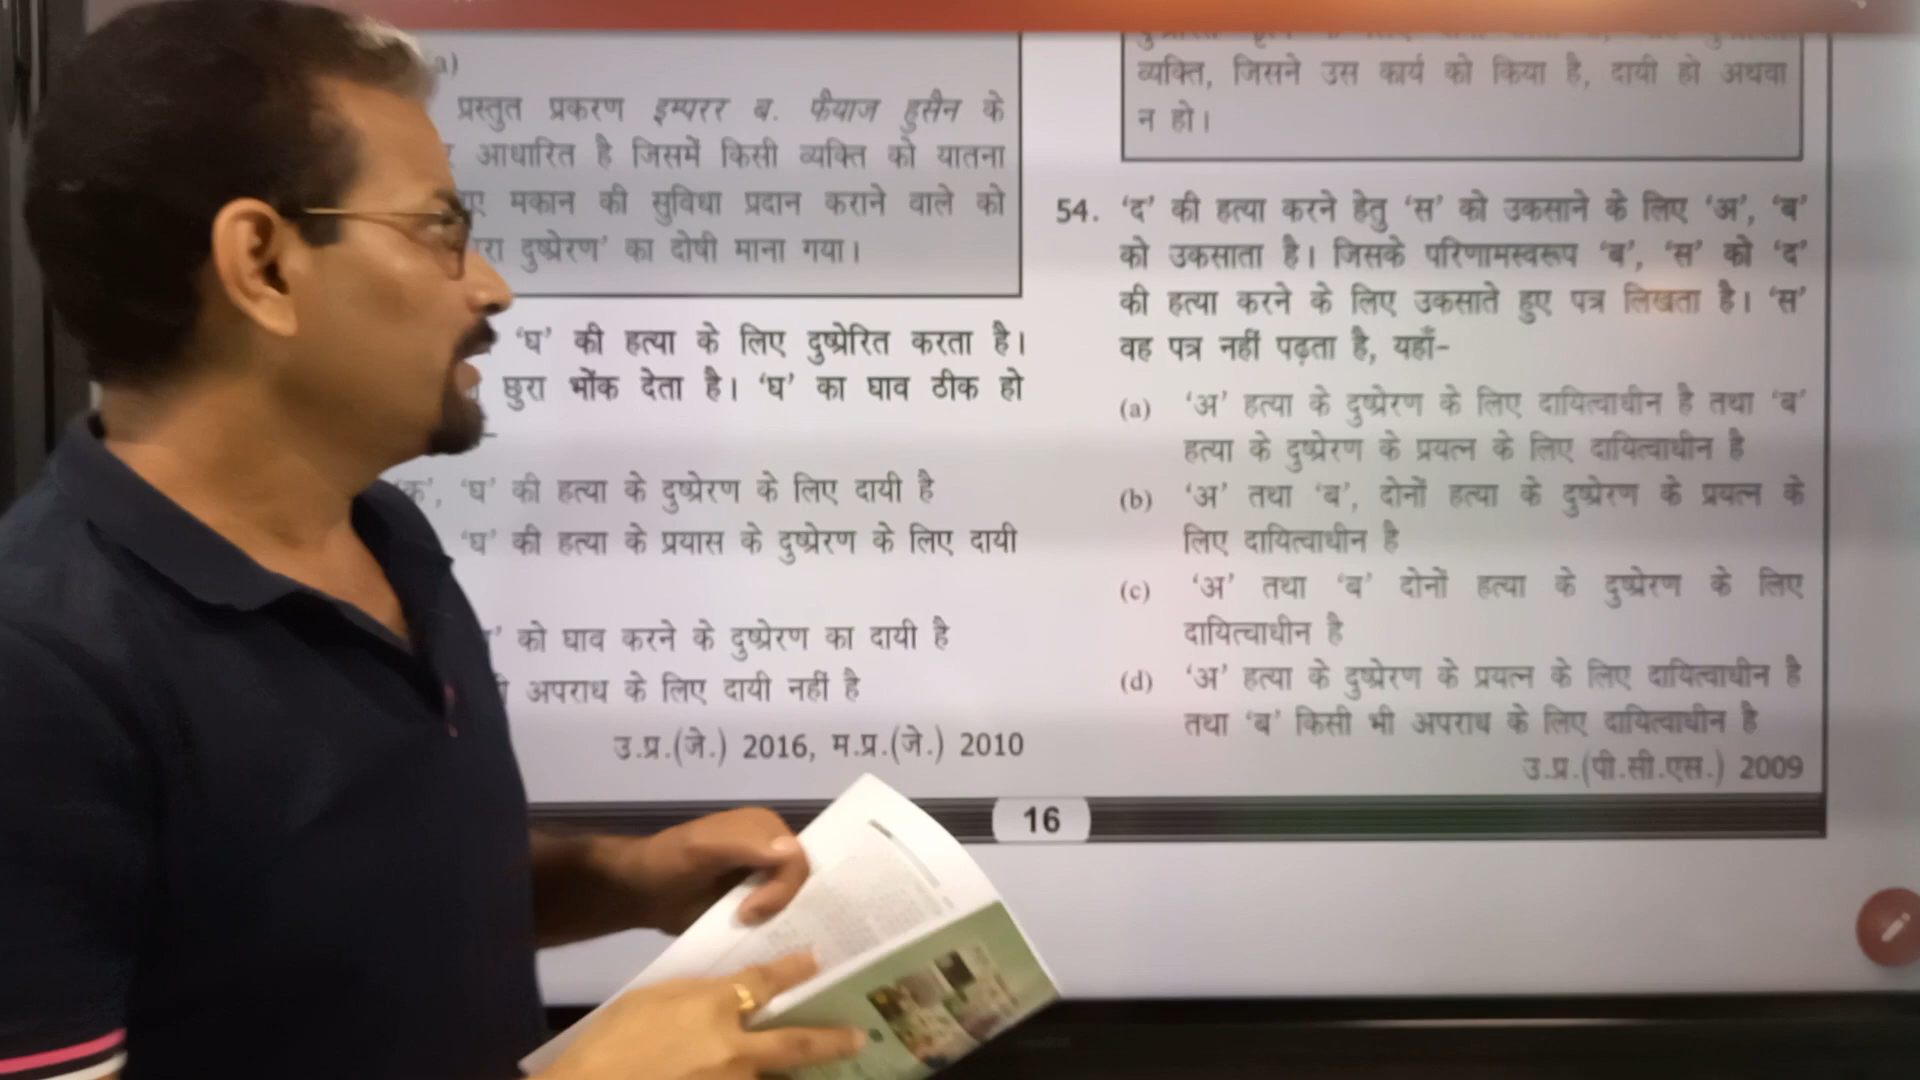 a)
प्रस्तुत प्रकरण इम्परर ब. फैयाज हुसैन के
आधारित है जिसमें किसी व्यक्ति को यातना
मकान की सुविधा प्रदान कराने वाले को
दुष्प्रेरण’ का दोषी माना गया।
‘घ’ की हत्या के लिए दुष्प्रेरित करता है।
छुरा भोंक देता है। ‘घ’ का घाव ठीक हो
‘घ’ की हत्या के दुष्प्रेरण के लिए दायी है
‘घ’ की हत्या के प्रयास के दुष्प्रेरण के लिए दायी
को घाव करने के दुष्प्रेरण का दायी है
अपराध के लिए दायी नहीं है
उ.प्र.(जे.) 2016, म.प्र.(जे.) 2010
व्यक्ति, जिसने उस कार्य को किया है, दायी हो अथवा
न हो।
54. ‘द’ की हत्या करने हेतु ‘स’ को उकसाने के लिए ‘अ’, ‘ब’
को उकसाता है। जिसके परिणामस्वरूप ‘ब’, ‘स’ को ‘द’
की हत्या करने के लिए उकसाते हुए पत्र लिखता है। ‘स’
वह पत्र नहीं पढ़ता है, यहाँ-
(a) ‘अ’ हत्या के दुष्प्रेरण के लिए दायित्वाधीन है तथा ‘ब’
हत्या के दुष्प्रेरण के प्रयत्न के लिए दायित्वाधीन है
(b) ‘अ’ तथा ‘ब’, दोनों हत्या के दुष्प्रेरण के प्रयत्न के
लिए दायित्वाधीन है
(c) ‘अ’ तथा ‘ब’ दोनों हत्या के दुष्प्रेरण के लिए
दायित्वाधीन है
(d) ‘अ’ हत्या के दुष्प्रेरण के प्रयत्न के लिए दायित्वाधीन है
तथा ‘ब’ किसी भी अपराध के लिए दायित्वाधीन है
उ.प्र.(पी.सी.एस.) 2009
16